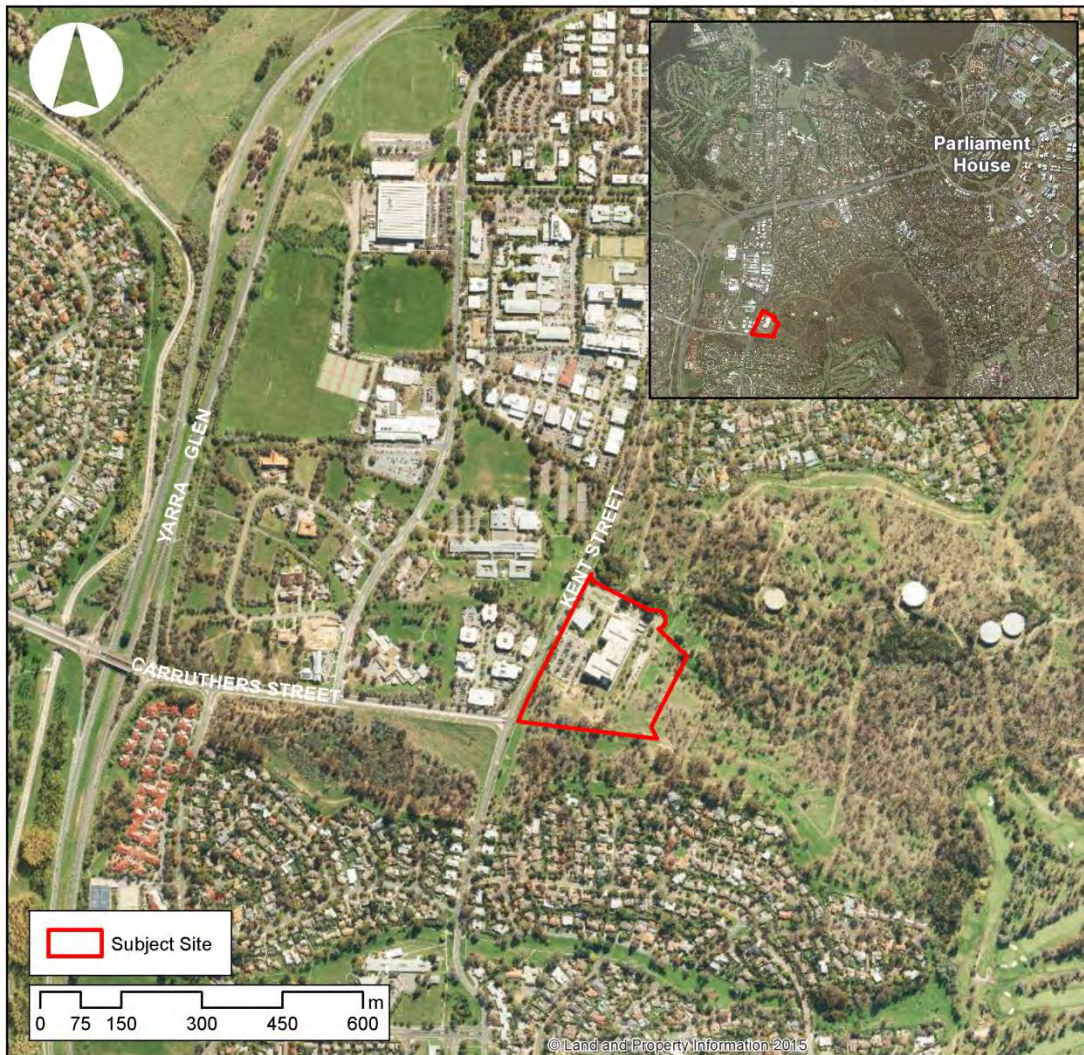 Parliament
House
YARRA GLEN
KENT STREET
CARRUTHERS STREET
Subject Site
0 75 150 300 450 600 m
© Land and Property Information 2015